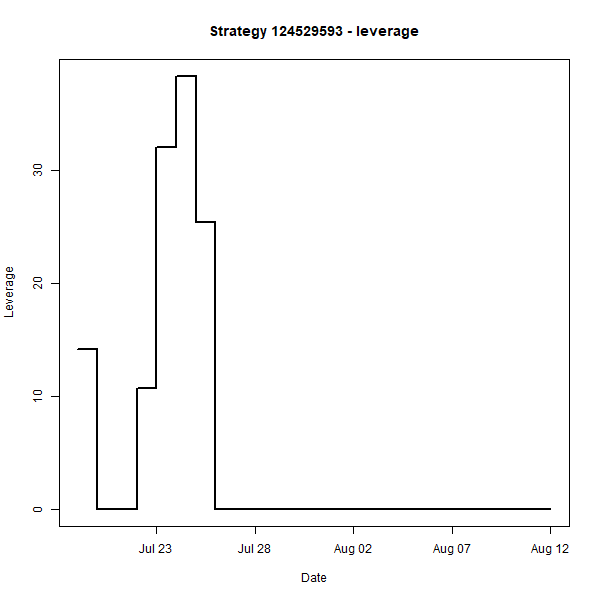 Strategy 124529593 - leverage
Leverage
30
20
10
0
Jul 23
Jul 28
Aug 02
Aug 07
Aug 12
Date